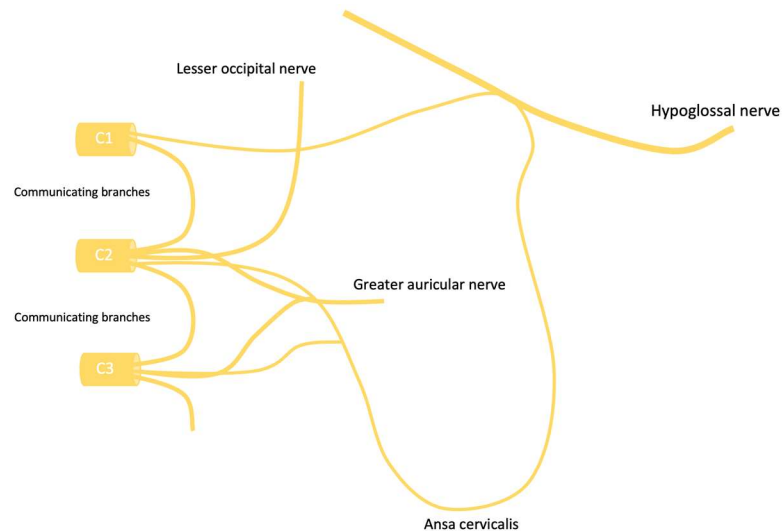 Lesser occipital nerve
Hypoglossal nerve
C1
Communicating branches
C2
Greater auricular nerve
Communicating branches
C3
Ansa cervicalis